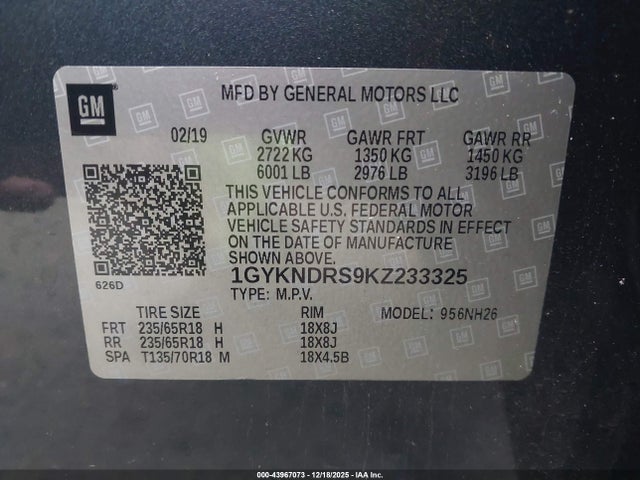 GM
MFD BY GENERAL MOTORS LLC
02/19 GVWR GAWR FRT GAWR RR
2722 KG 1350 KG 1450 KG
6001 LB 2976 LB 3196 LB
THIS VEHICLE CONFORMS TO ALL
APPLICABLE U.S. FEDERAL MOTOR
VEHICLE SAFETY STANDARDS IN EFFECT
ON THE DATE OF MANUFACTURE
SHOWN ABOVE.
626D
1GYKNDRS9KZ233325
TYPE: M.P.V. MODEL: 956NH26
TIRE SIZE RIM
FRT 235/65R18 H 18X8J
RR 235/65R18 H 18X8J
SPA T135/70R18 M 18X4.5B
000-43967073 | 12/18/2025 | IAA Inc.